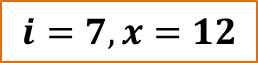 i = 7, x = 12